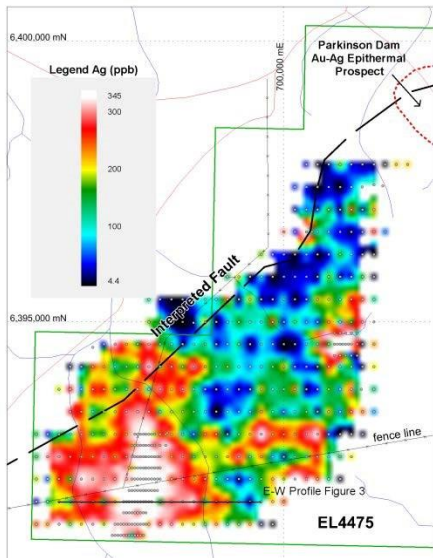 6,400,000 mN
700,000 mE
Parkinson Dam
Au-Ag Epithermal
Prospect
Legend Ag (ppb)
345
300
200
100
4.4
Interpreted Fault
6,395,000 mN
fence line
E-W Profile Figure 3
EL4475